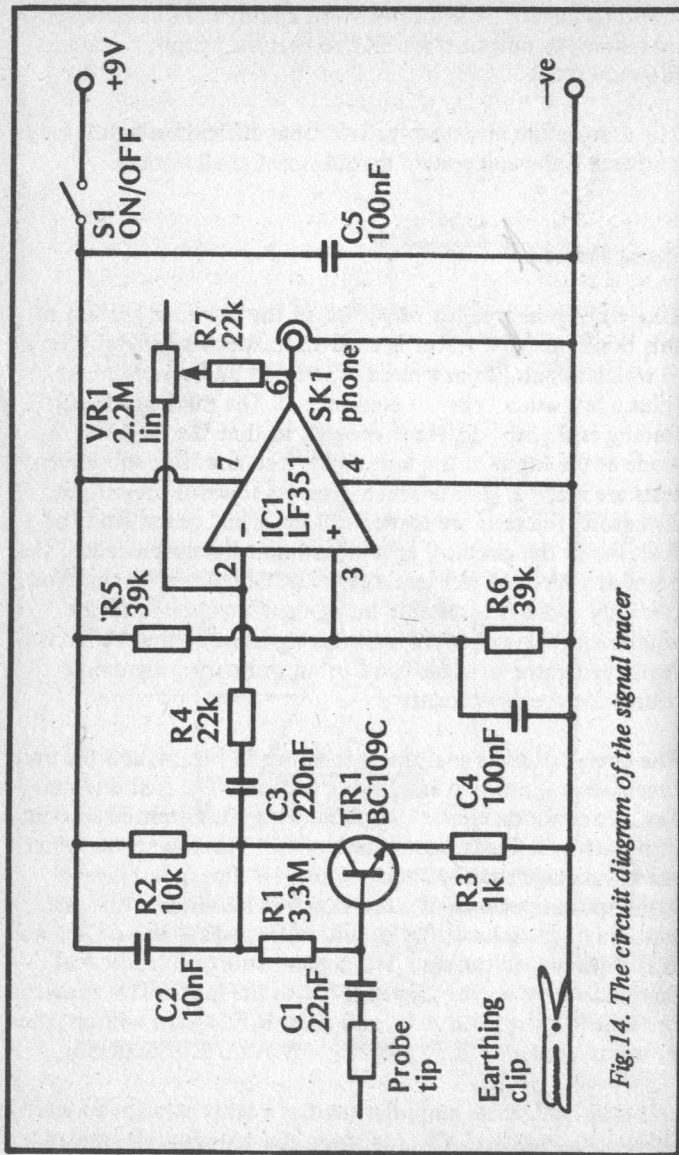 S1
ON/OFF
+9V
C2
10nF
R2
10k
R5
39k
VR1
2.2M
lin
R7
22k
R4
22k
C3
220nF
2
3
+
6
4
IC1
LF351
SK1
phone
C5
100nF
R1
3.3M
C1
22nF
TR1
BC109C
Probe
tip
R3
1k
C4
100nF
R6
39k
Earthing
clip
-ve
Fig.14. The circuit diagram of the signal tracer